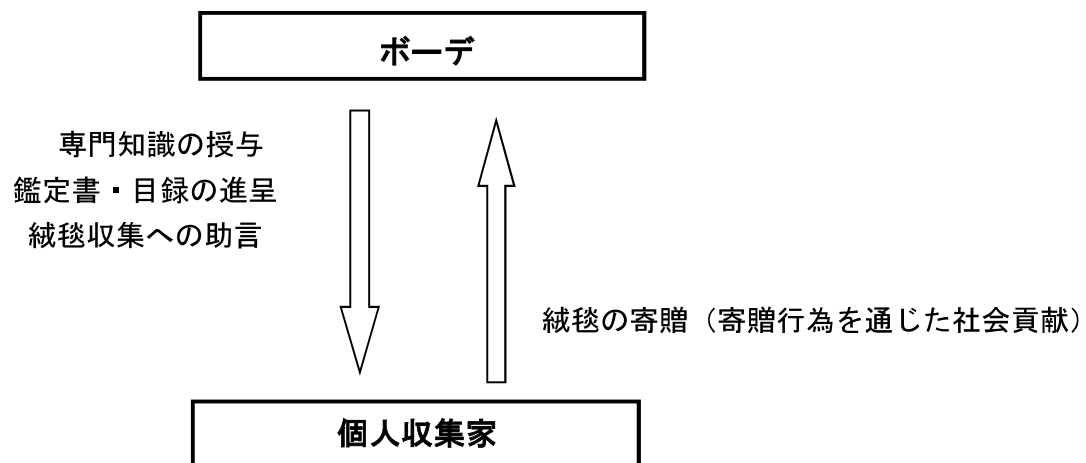 ボーデ
専門知識の授与
鑑定書・目録の進呈
絨毯収集への助言
絨毯の寄贈（寄贈行為を通じた社会貢献）
個人収集家